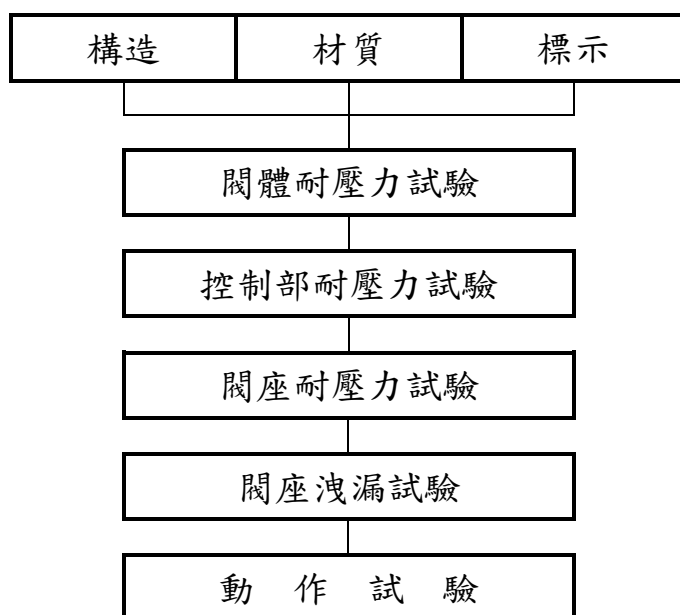 構造 材質 標示
閥體耐壓力試驗
控制部耐壓力試驗
閥座耐壓力試驗
閥座洩漏試驗
動 作 試 驗